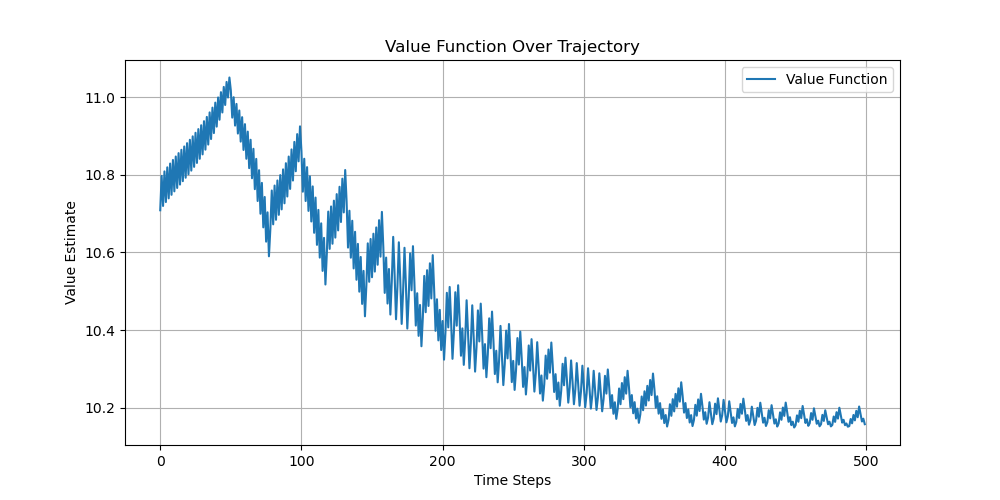 Value Function Over Trajectory
Value Function
11.0
10.8
10.6
10.4
10.2
Value Estimate
0
100
200
300
400
500
Time Steps